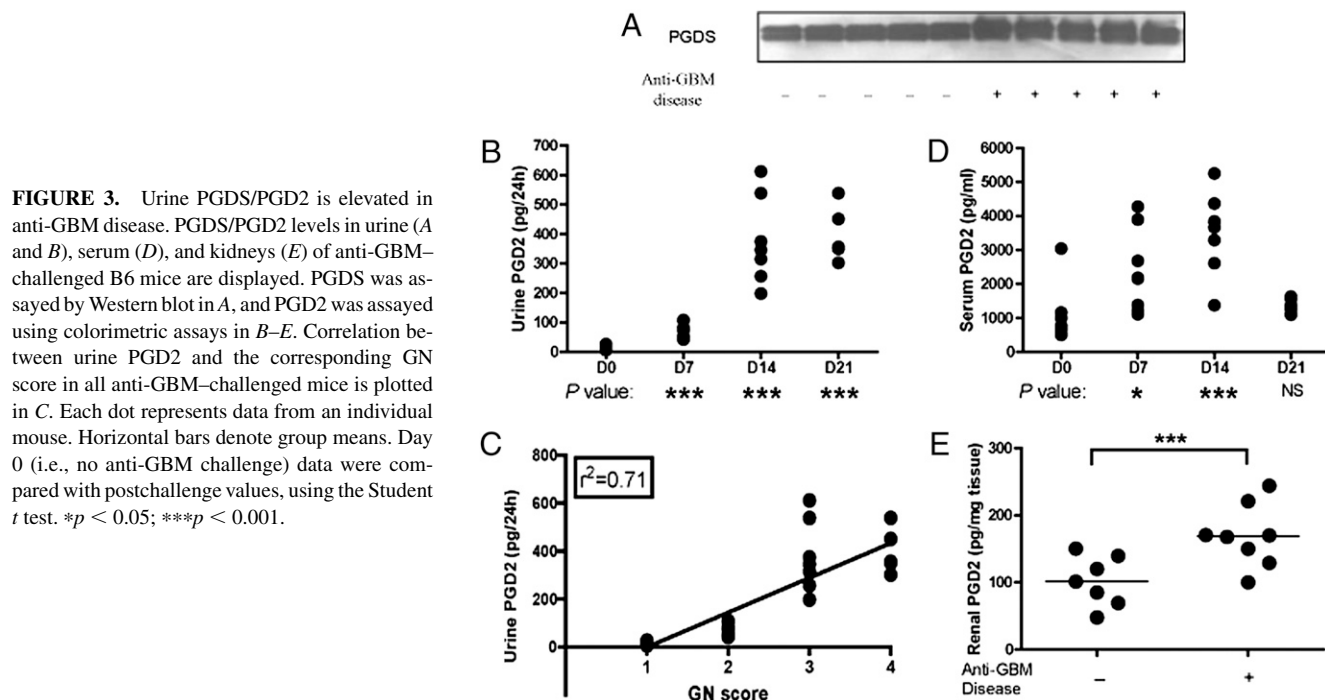 FIGURE 3. Urine PGDS/PGD2 is elevated in
anti-GBM disease. PGDS/PGD2 levels in urine (A
and B), serum (D), and kidneys (E) of anti-GBM–
challenged B6 mice are displayed. PGDS was as-
sayed by Western blot in A, and PGD2 was assayed
using colorimetric assays in B–E. Correlation be-
tween urine PGD2 and the corresponding GN
score in all anti-GBM–challenged mice is plotted
in C. Each dot represents data from an individual
mouse. Horizontal bars denote group means. Day
0 (i.e., no anti-GBM challenge) data were com-
pared with postchallenge values, using the Student
t test. *p < 0.05; ***p < 0.001.
A
PGDS
Anti-GBM
disease
– – – – – + + + + +
B
Urine PGD2 (pg/24h)
700
600
500
400
300
200
100
0
D0 D7 D14 D21
P value: *** *** ***
D
Serum PGD2 (pg/ml)
6000
5000
4000
3000
2000
1000
0
D0 D7 D14 D21
P value: * *** NS
C
r²=0.71
Urine PGD2 (pg/24h)
800
600
400
200
0
1 2 3 4
GN score
E
***
Renal PGD2 (pg/mg tissue)
300
200
100
0
Anti-GBM
Disease
– +